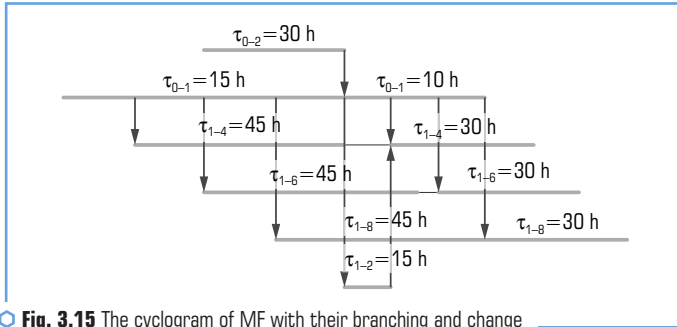 τ0–2=30 h
τ0–1=15 h
τ0–1=10 h
τ1–4=45 h
τ1–4=30 h
τ1–6=45 h
τ1–6=30 h
τ1–8=45 h
τ1–8=30 h
τ1–2=15 h
Fig. 3.15 The cyclogram of MF with their branching and change